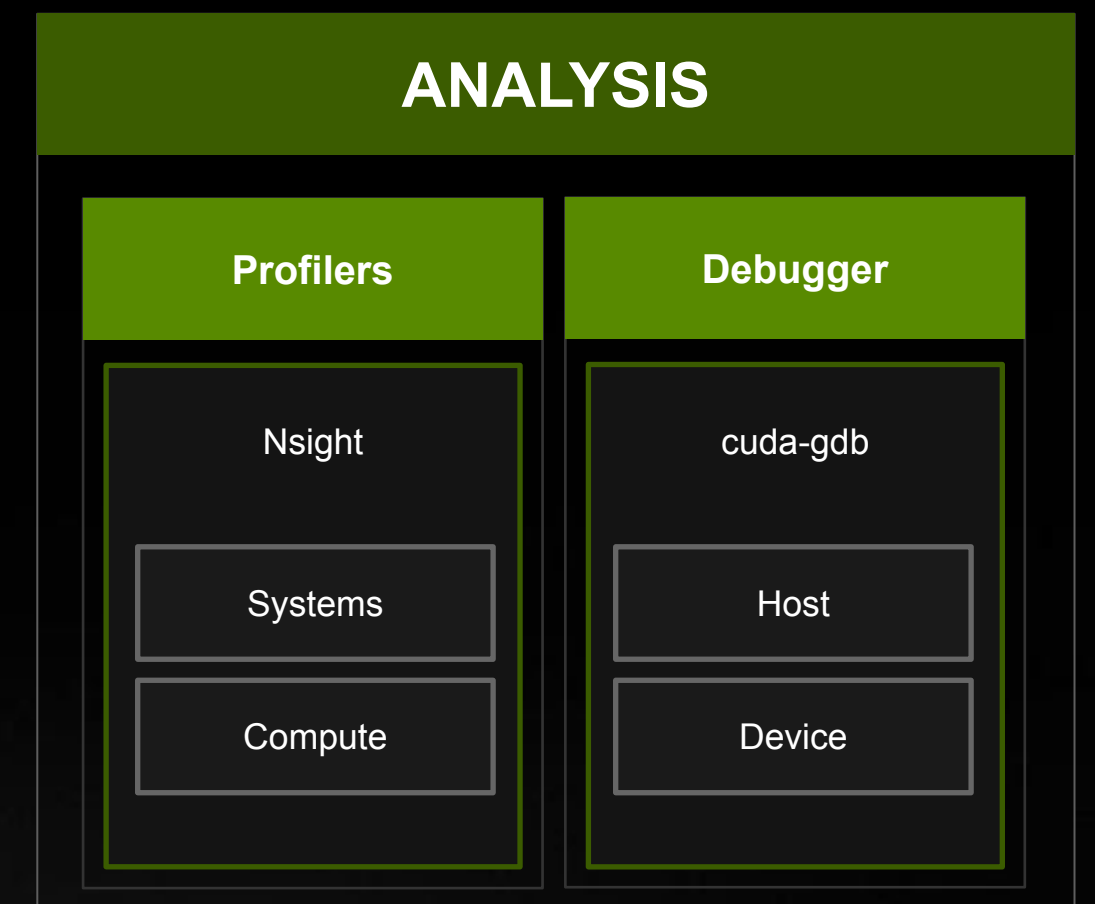 ANALYSIS
Profilers
Nsight
Systems
Compute
Debugger
cuda-gdb
Host
Device